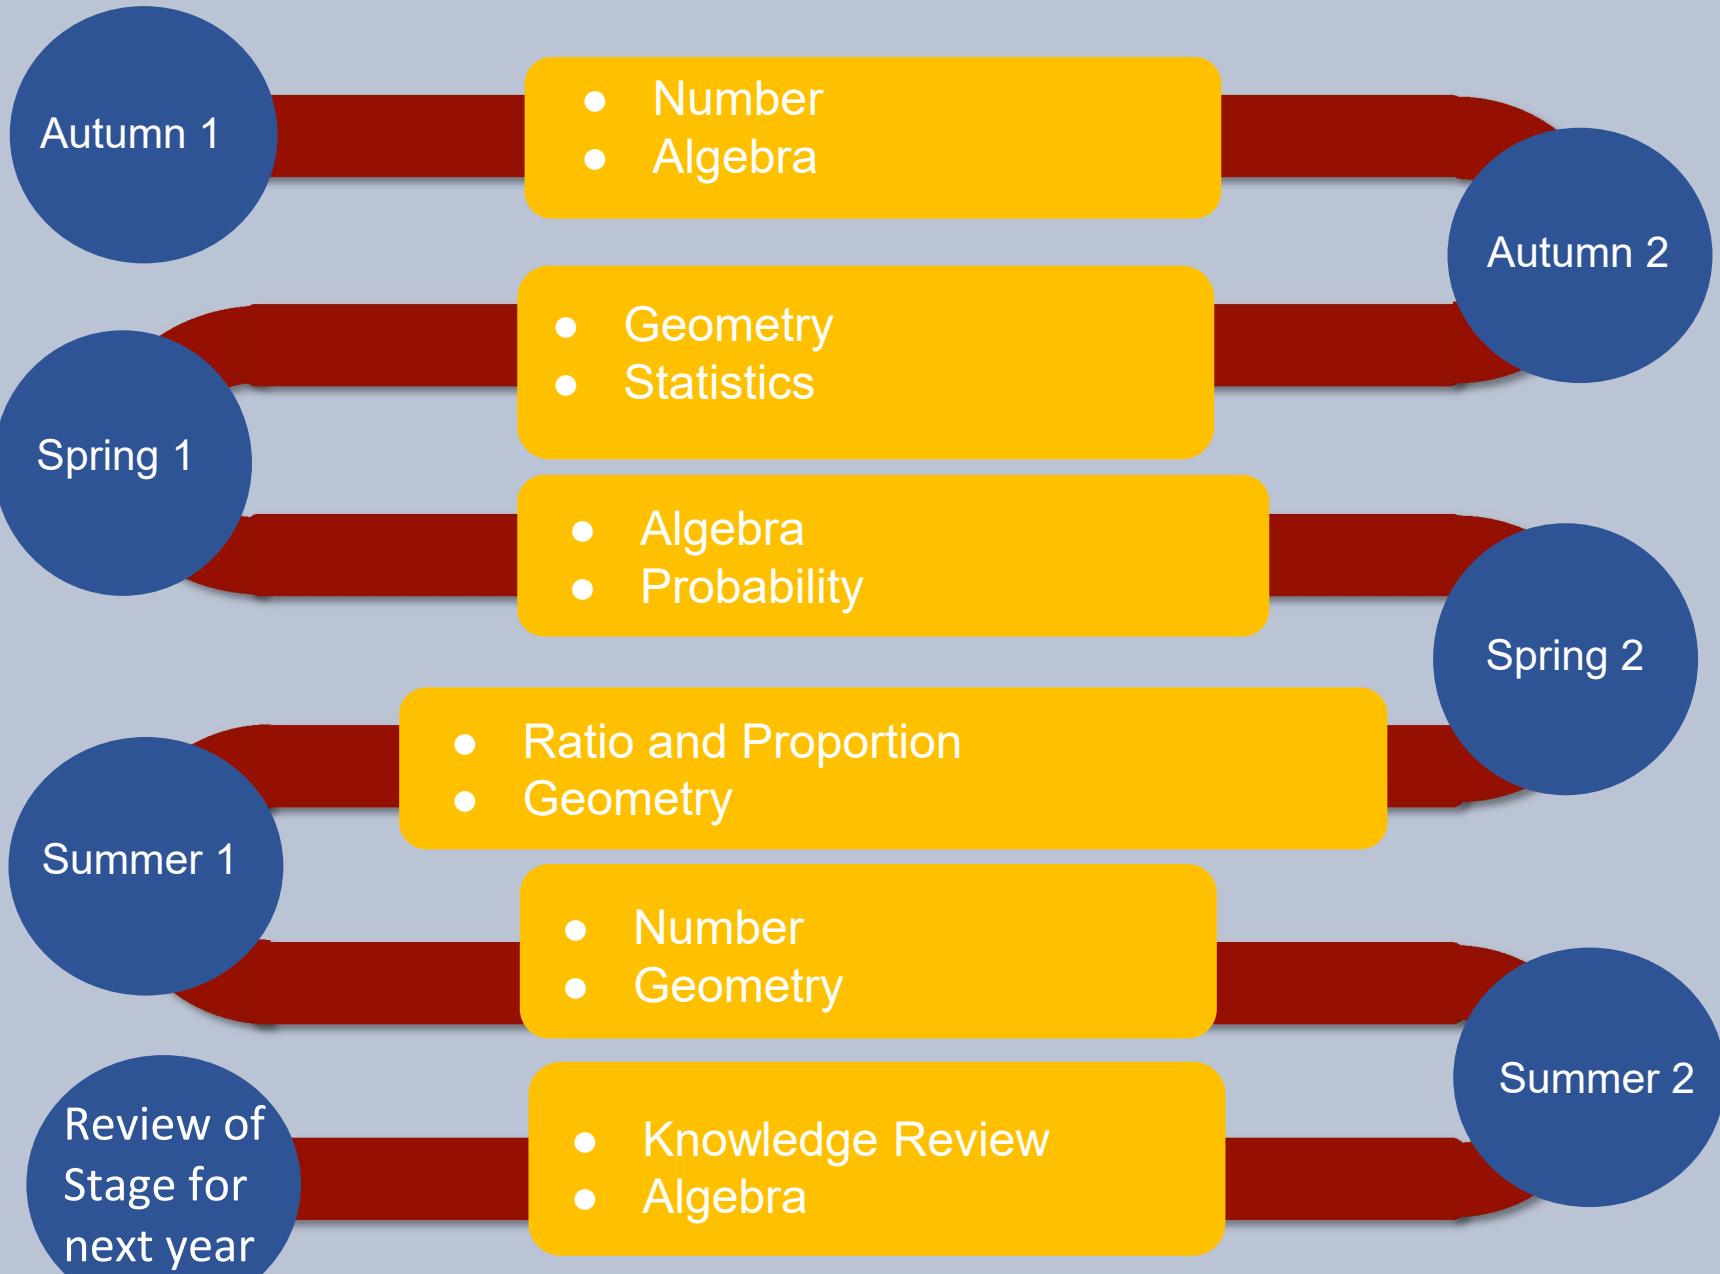 Autumn 1
● Number
● Algebra
Autumn 2
● Geometry
● Statistics
Spring 1
● Algebra
● Probability
Spring 2
● Ratio and Proportion
● Geometry
Summer 1
● Number
● Geometry
Summer 2
● Knowledge Review
● Algebra
Review of
Stage for
next year